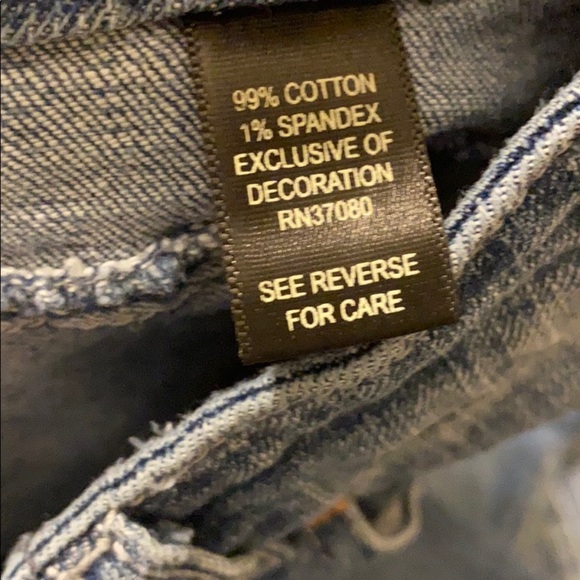 99% COTTON
1% SPANDEX
EXCLUSIVE OF
DECORATION
RN37080
SEE REVERSE
FOR CARE